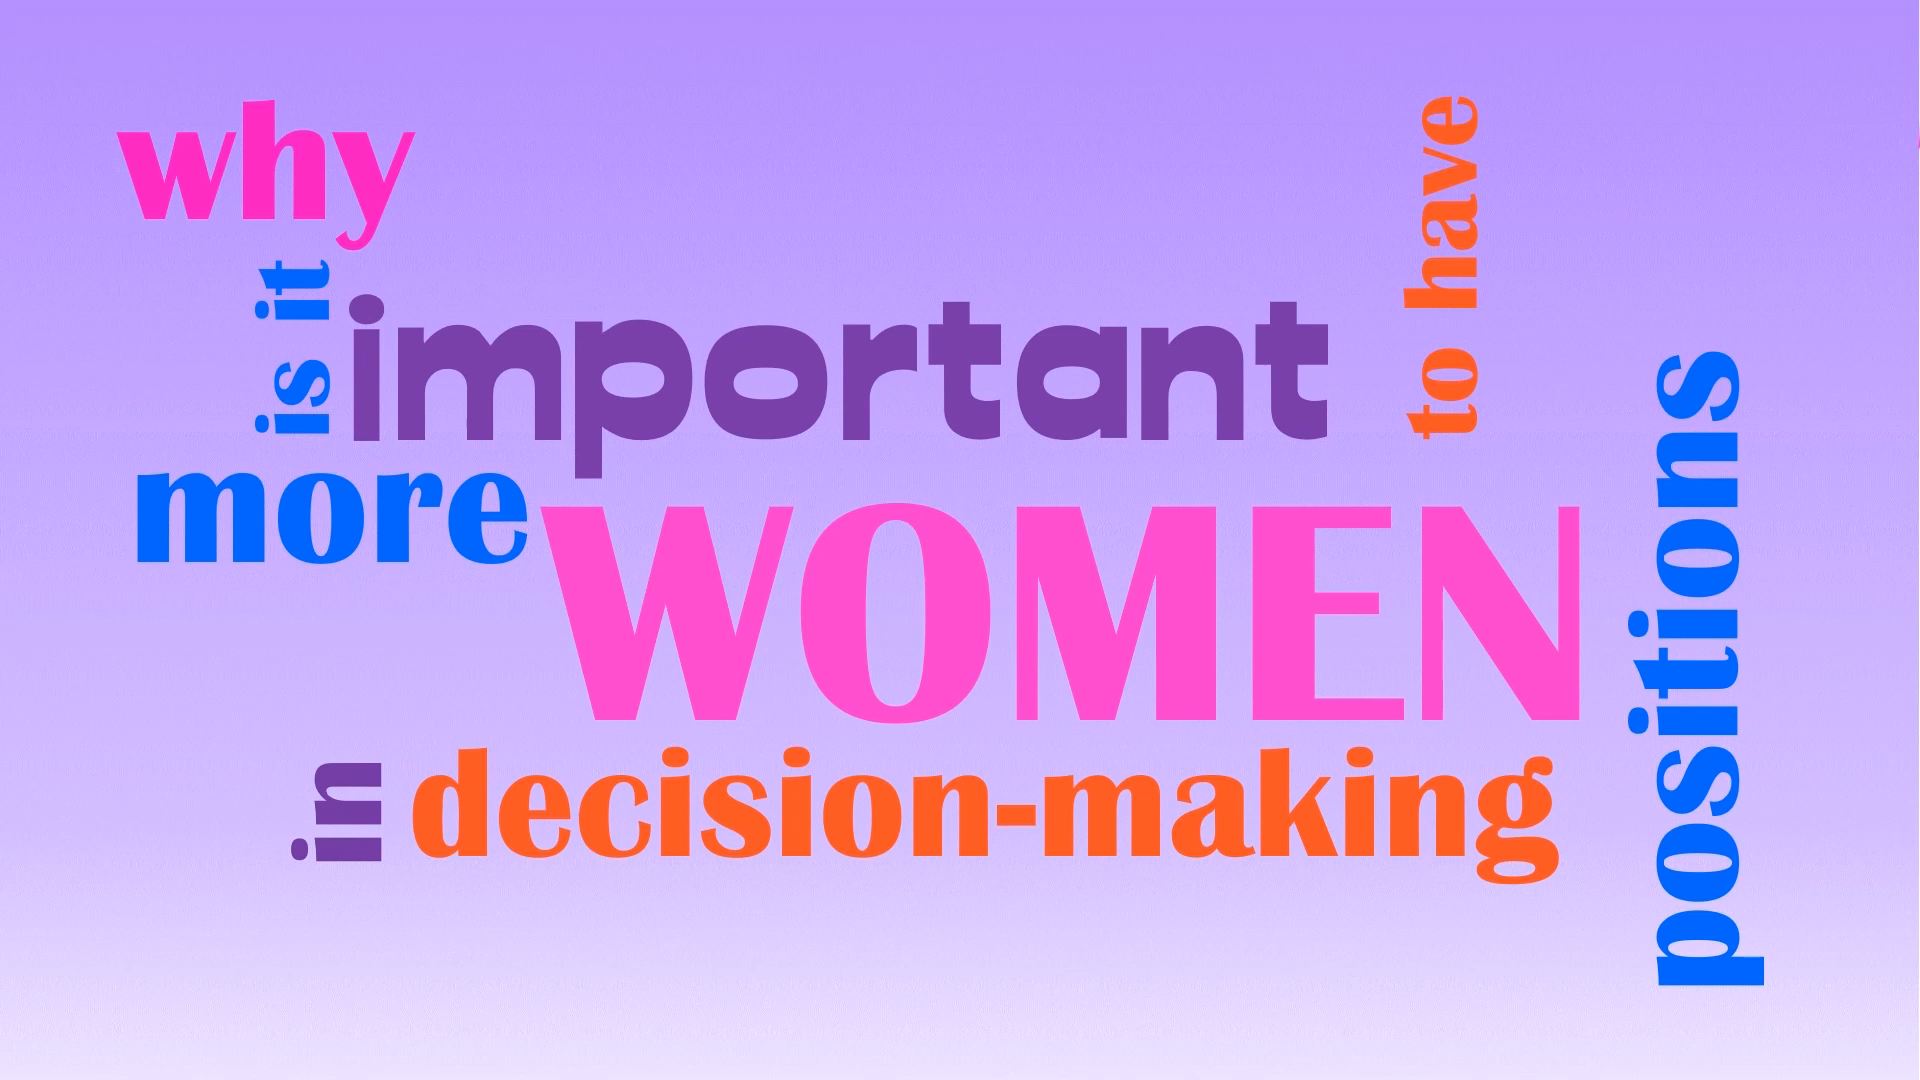 why
is it
important
to have
more
WOMEN
in
decision-making
positions